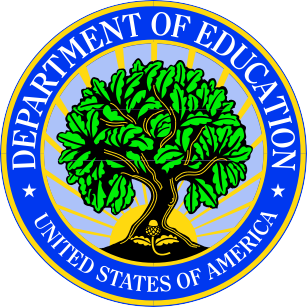 DEPARTMENT OF EDUCATION
UNITED STATES OF AMERICA